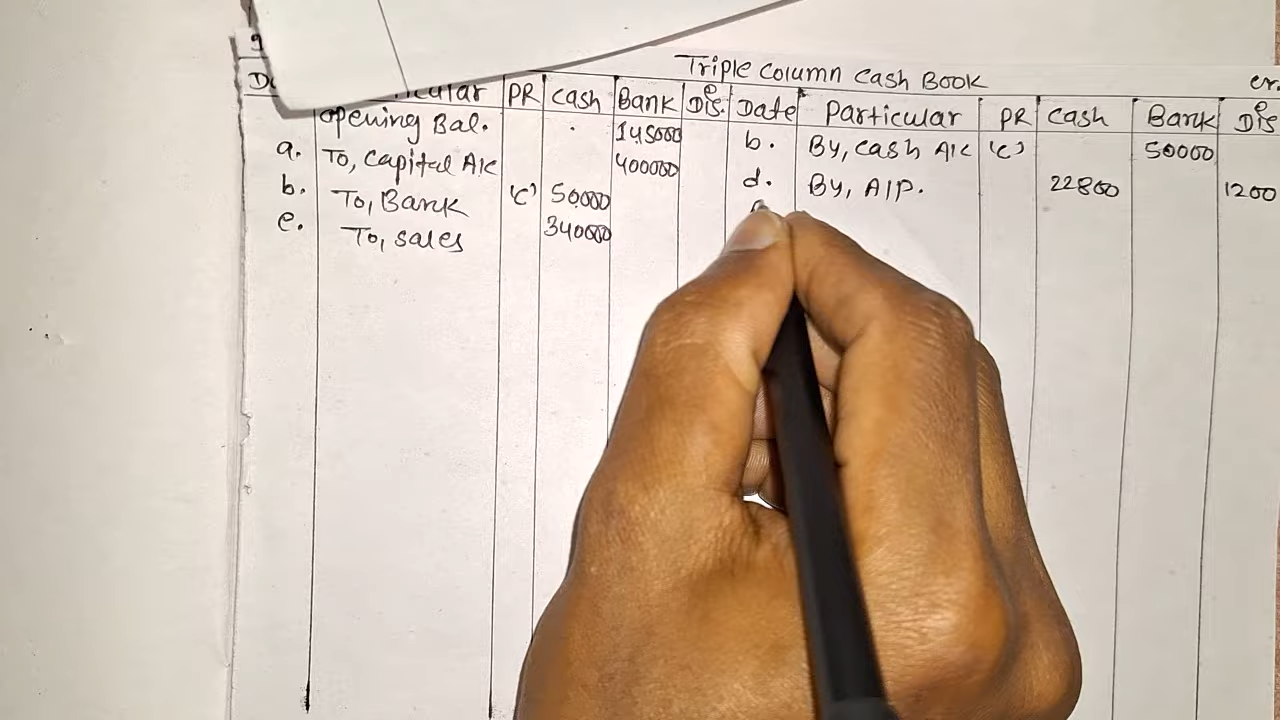 9
Triple Column Cash Book
cr.
PR Cash Bank Dis. Date Particular PR Cash Bank Dis
Opening Bal. 145000 b. By, Cash A/c 'C' 50000
a. To, Capital A/c 400000 d. By, A/P. 22800 1200
b. To, Bank 'C' 50000
e. To, Sales 340000